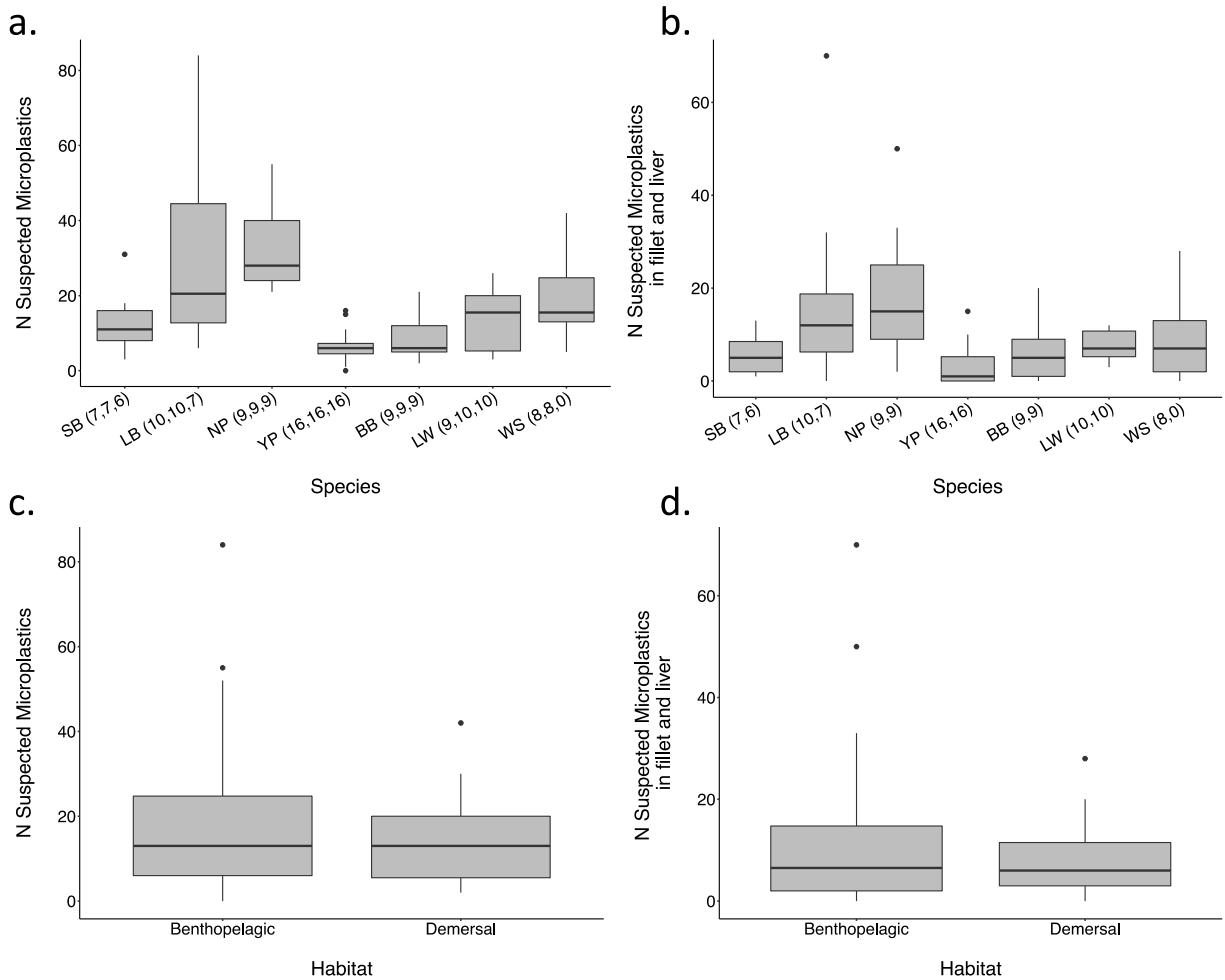 a.
N Suspected Microplastics
80
60
40
20
0
SB (7,7,6)
LB (10,10,7)
NP (9,9,9)
YP (16,16,16)
BB (9,9,9)
LW (9,10,10)
WS (8,8,0)
Species
b.
N Suspected Microplastics
in fillet and liver
60
40
20
0
SB (7,6)
LB (10,7)
NP (9,9)
YP (16,16)
BB (9,9)
LW (10,10)
WS (8,0)
Species
c.
N Suspected Microplastics
80
60
40
20
0
Benthopelagic
Demersal
Habitat
d.
N Suspected Microplastics
in fillet and liver
60
40
20
0
Benthopelagic
Demersal
Habitat